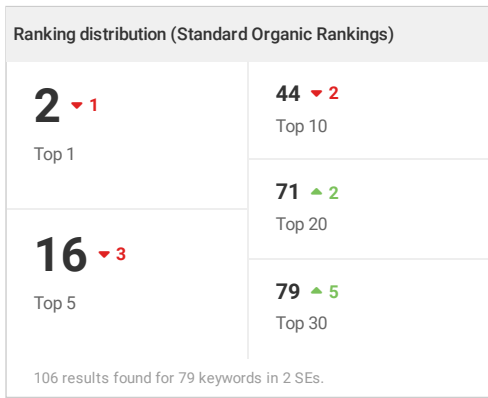 Ranking distribution (Standard Organic Rankings)
2 1
Top 1
16 3
Top 5
44 2
Top 10
71 2
Top 20
79 5
Top 30
106 results found for 79 keywords in 2 SEs.